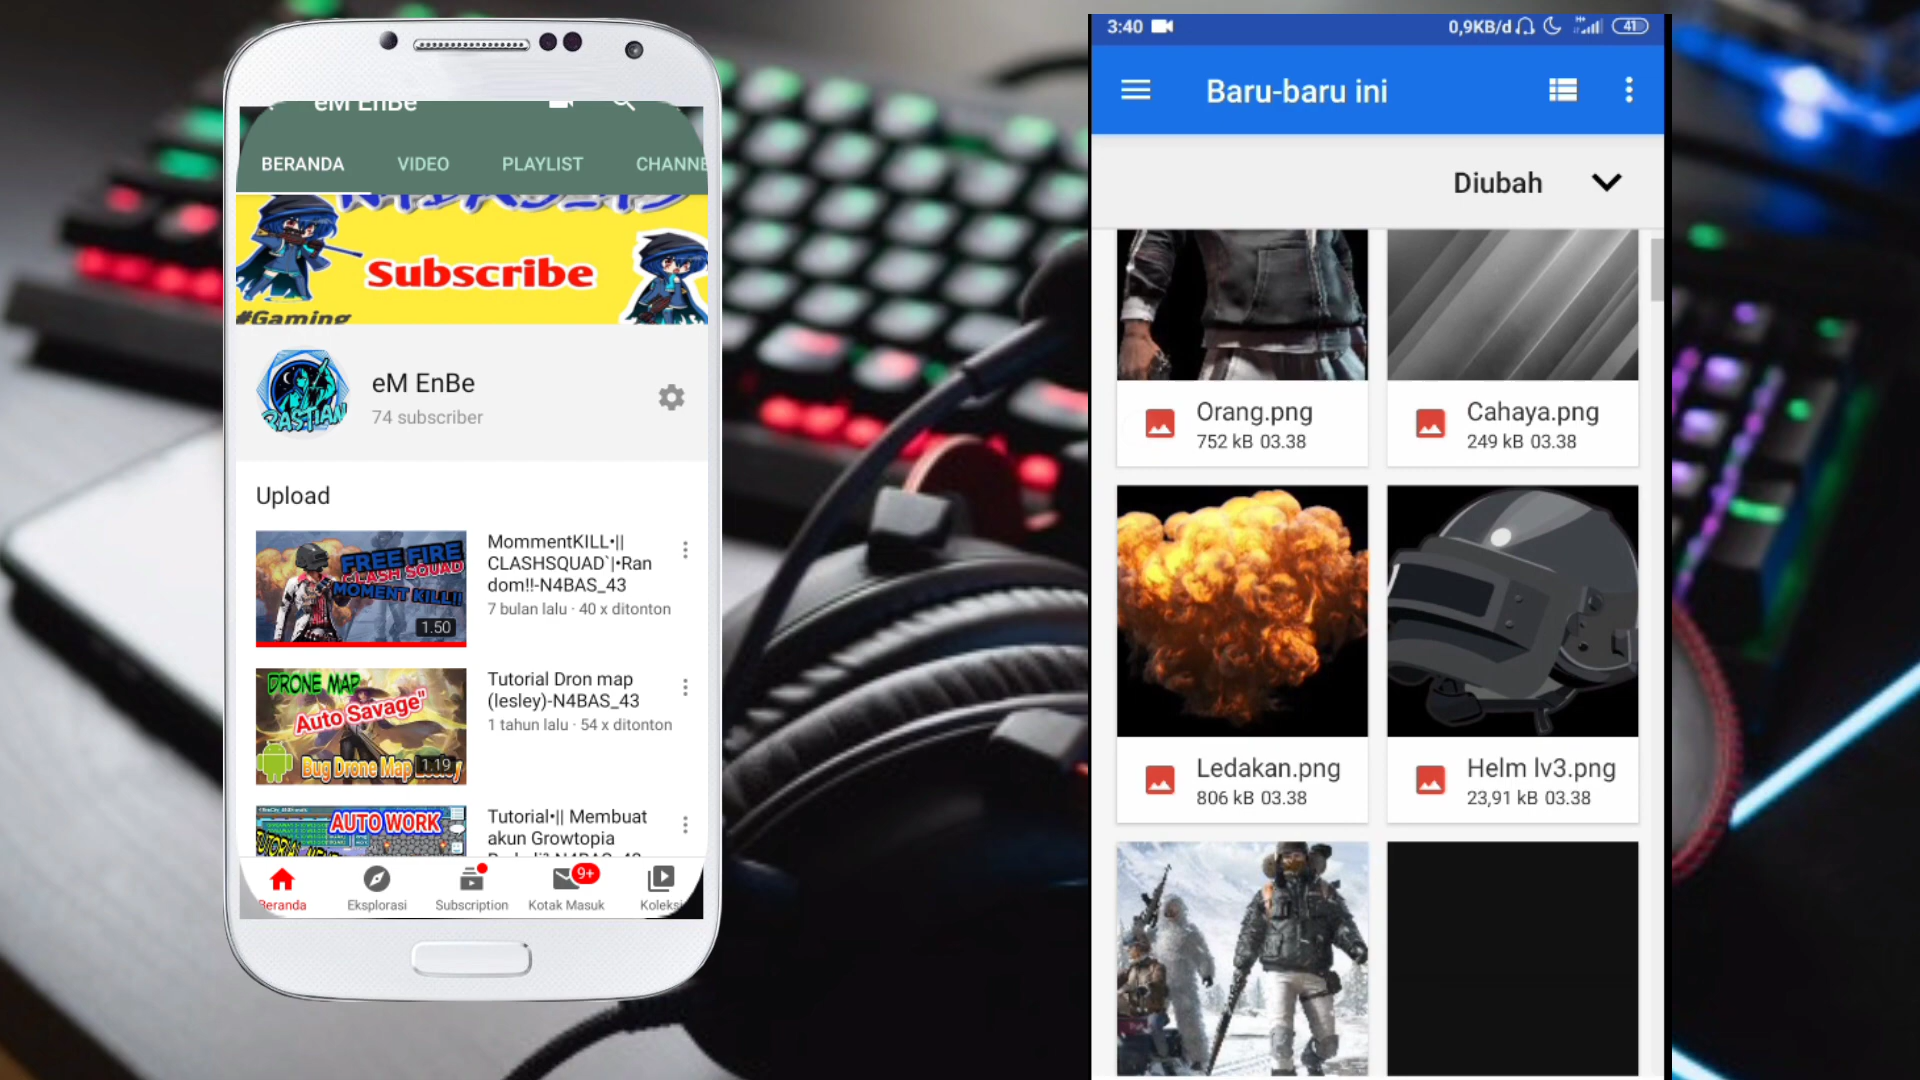 eM EnBe
BERANDA VIDEO PLAYLIST CHANNE
Subscribe
#Gaming
BASTIAN
eM EnBe
74 subscriber
Upload
FREE FIRE
CLASH SQUAD
MOMENT KILL!!
1.50
MommentKILL•||
CLASHSQUAD`|•Ran
dom!!-N4BAS_43
7 bulan lalu · 40 x ditonton
DRONE MAP
Auto Savage"
Bug Drone Map
1.19
Tutorial Dron map
(lesley)-N4BAS_43
1 tahun lalu · 54 x ditonton
AUTO WORK
Tutorial•|| Membuat
akun Growtopia
Beranda
Eksplorasi
Subscription
9+
Kotak Masuk
Koleksi
3:40
0,9KB/d
41
Baru-baru ini
Diubah
Orang.png
752 kB 03.38
Cahaya.png
249 kB 03.38
Ledakan.png
806 kB 03.38
Helm lv3.png
23,91 kB 03.38